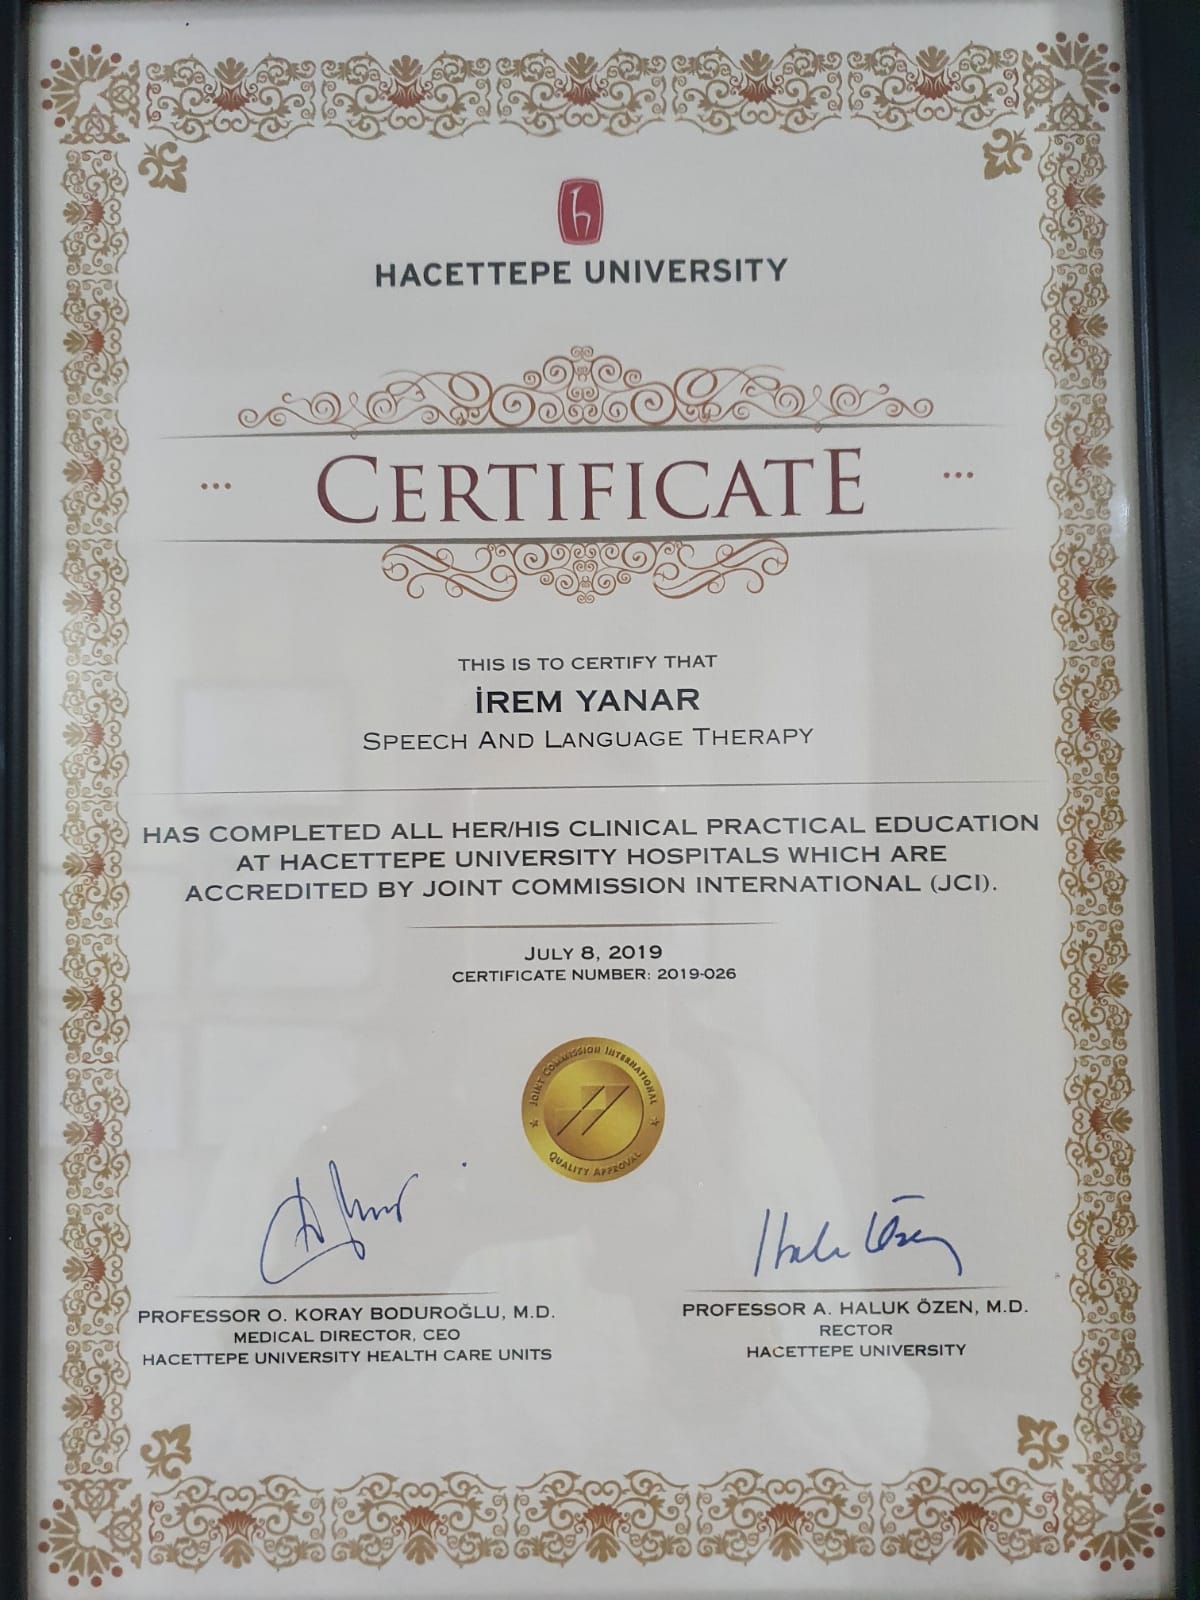 HACETTEPE UNIVERSITY
CERTIFICATE
THIS IS TO CERTIFY THAT
İREM YANAR
SPEECH AND LANGUAGE THERAPY
HAS COMPLETED ALL HER/HIS CLINICAL PRACTICAL EDUCATION
AT HACETTEPE UNIVERSITY HOSPITALS WHICH ARE
ACCREDITED BY JOINT COMMISSION INTERNATIONAL (JCI).
JULY 8, 2019
CERTIFICATE NUMBER: 2019-026
JOINT COMMISSION INTERNATIONAL
QUALITY APPROVAL
Haluk Özen
PROFESSOR O. KORAY BODUROĞLU, M.D.
MEDICAL DIRECTOR, CEO
HACETTEPE UNIVERSITY HEALTH CARE UNITS
PROFESSOR A. HALUK ÖZEN, M.D.
RECTOR
HACETTEPE UNIVERSITY